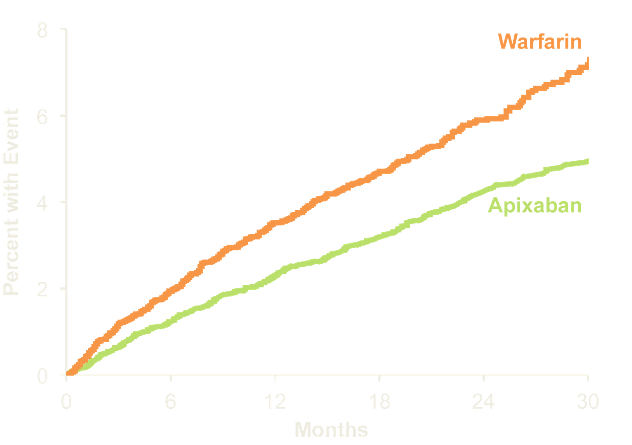 8
Warfarin
6
4
Apixaban
2
0
Percent with Event
0 6 12 18 24 30
Months